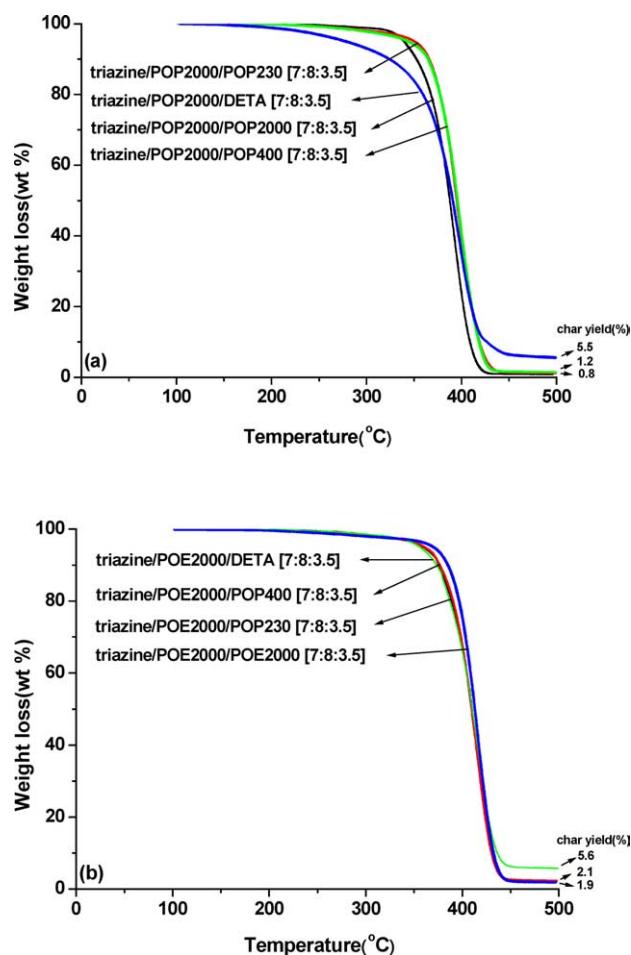 100
80
60
40
20
0
Weight loss(wt %)
triazine/POP2000/POP230 [7:8:3.5]
triazine/POP2000/DETA [7:8:3.5]
triazine/POP2000/POP2000 [7:8:3.5]
triazine/POP2000/POP400 [7:8:3.5]
char yield(%)
5.5
1.2
0.8
(a)
0 100 200 300 400 500
Temperature(°C)
100
80
60
40
20
0
Weight loss(wt %)
triazine/POE2000/DETA [7:8:3.5]
triazine/POE2000/POP400 [7:8:3.5]
triazine/POE2000/POP230 [7:8:3.5]
triazine/POE2000/POE2000 [7:8:3.5]
char yield(%]
5.6
2.1
1.9
(b)
0 100 200 300 400 500
Temperature(°C)